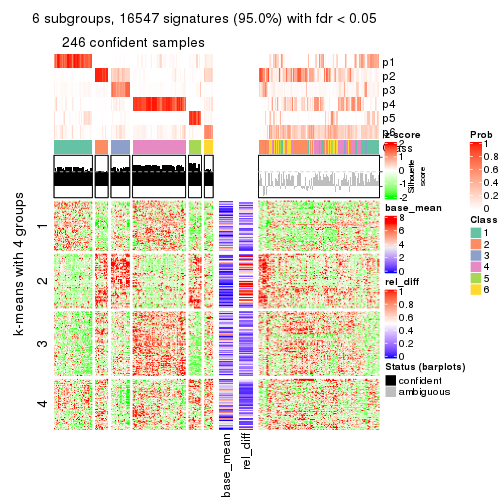 6 subgroups, 16547 signatures (95.0%) with fdr < 0.05
246 confident samples
p1
p2
p3
p4
p5
p6
Class
z-score
2
1
0
-1
-2
Silhouette
score
Prob
1
0.8
0.6
0.4
0.2
0
base_mean
8
6
4
2
0
Class
1
2
3
4
5
6
rel_diff
1
0.8
0.6
0.4
0.2
0
Status (barplots)
confident
ambiguous
k-means with 4 groups
1
2
3
4
base_mean
rel_diff